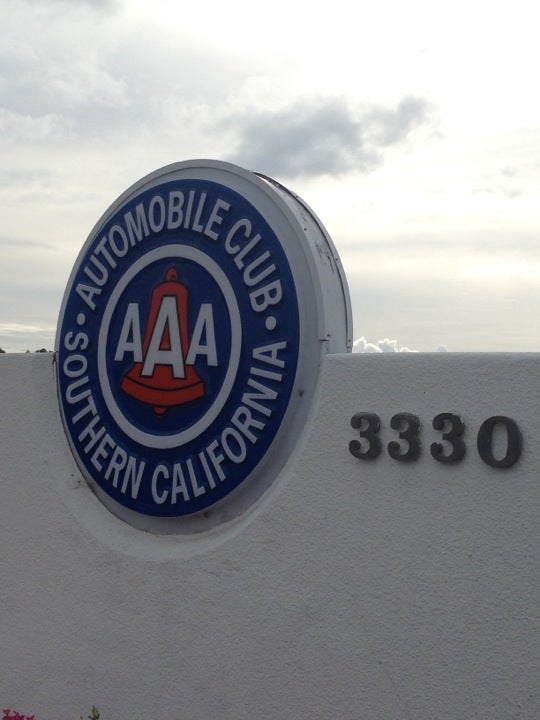 AUTOMOBILE CLUB
AAA
SOUTHERN CALIFORNIA
3330